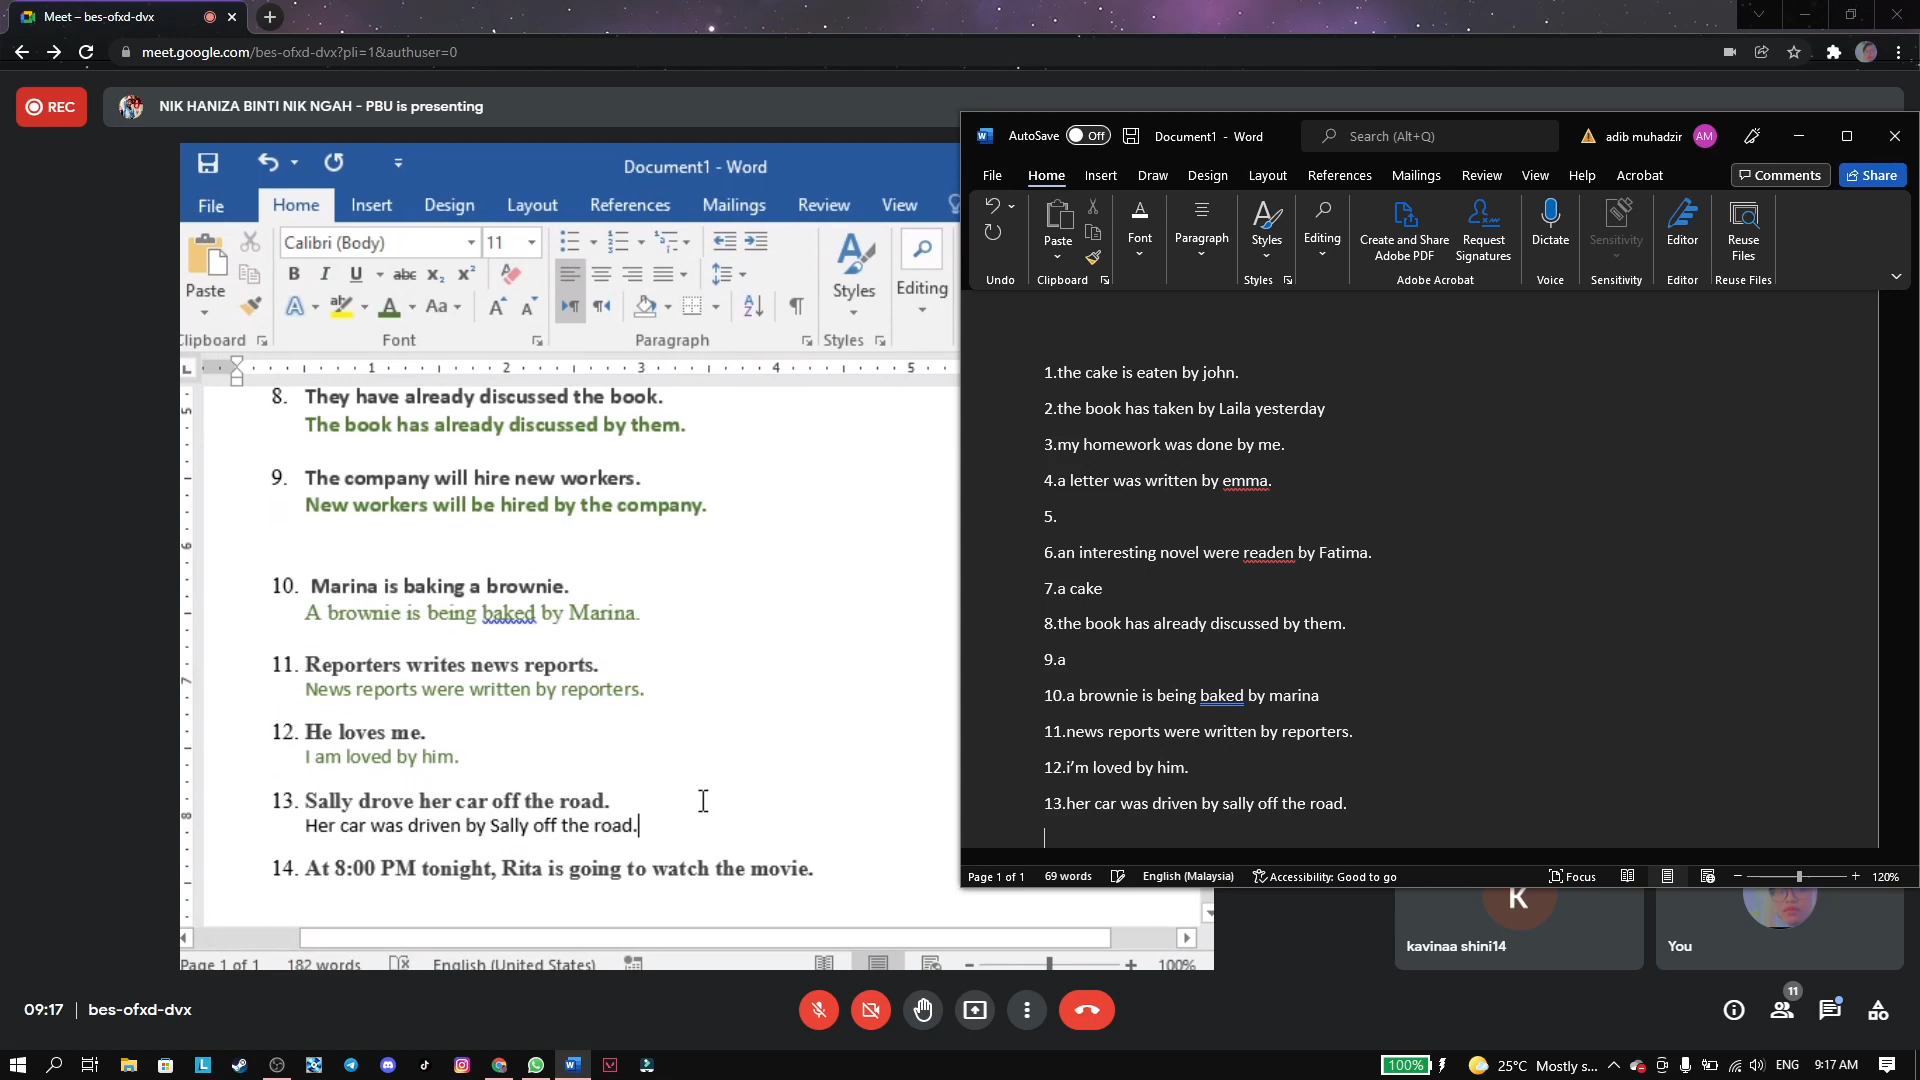 Meet – bes-ofxd-dvx
meet.google.com/bes-ofxd-dvx?pli=1&authuser=0
REC
NIK HANIZA BINTI NIK NGAH - PBU is presenting
Document1 - Word
File Home Insert Design Layout References Mailings Review View
Calibri (Body) 11
Paste
Styles
Editing
Clipboard Font Paragraph Styles
1 2 3 4 5
8. They have already discussed the book.
The book has already discussed by them.
9. The company will hire new workers.
New workers will be hired by the company.
10. Marina is baking a brownie.
A brownie is being baked by Marina.
11. Reporters writes news reports.
News reports were written by reporters.
12. He loves me.
I am loved by him.
13. Sally drove her car off the road.
Her car was driven by Sally off the road.
14. At 8:00 PM tonight, Rita is going to watch the movie.
Page 1 of 1 182 words English (United States) 100%
AutoSave Off Document1 - Word Search (Alt+Q) adib muhadzir AM
File Home Insert Draw Design Layout References Mailings Review View Help Acrobat Comments Share
Paste Font Paragraph Styles Editing Create and Share Adobe PDF Request Signatures Dictate Sensitivity Editor Reuse Files
Undo Clipboard Styles Adobe Acrobat Voice Sensitivity Editor Reuse Files
1.the cake is eaten by john.
2.the book has taken by Laila yesterday
3.my homework was done by me.
4.a letter was written by emma.
5.
6.an interesting novel were readen by Fatima.
7.a cake
8.the book has already discussed by them.
9.a
10.a brownie is being baked by marina
11.news reports were written by reporters.
12.i’m loved by him.
13.her car was driven by sally off the road.
Page 1 of 1 69 words English (Malaysia) Accessibility: Good to go Focus 120%
K
kavinaa shini14
You
09:17 | bes-ofxd-dvx
11
100% 25°C Mostly s... ENG 9:17 AM